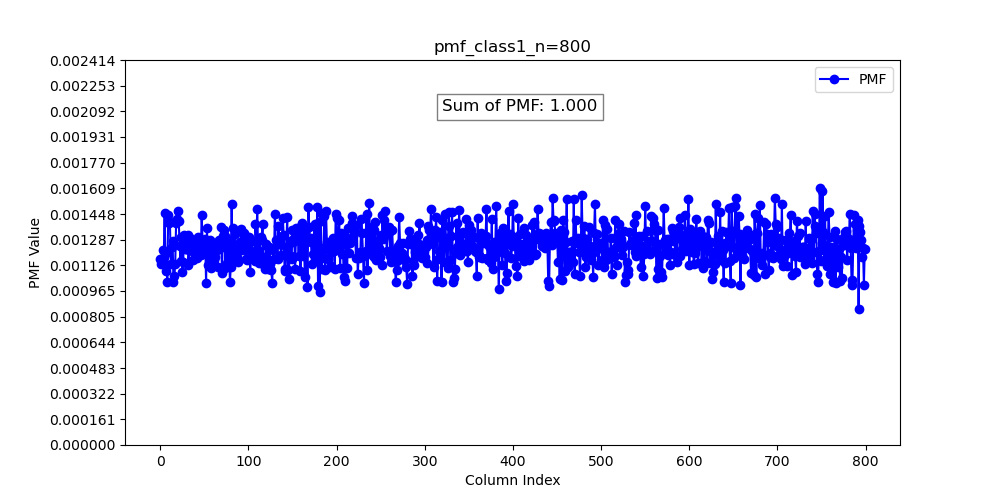 pmf_class1_n=800
PMF
Sum of PMF: 1.000
PMF Value
0.002414
0.002253
0.002092
0.001931
0.001770
0.001609
0.001448
0.001287
0.001126
0.000965
0.000805
0.000644
0.000483
0.000322
0.000161
0.000000
0 100 200 300 400 500 600 700 800
Column Index